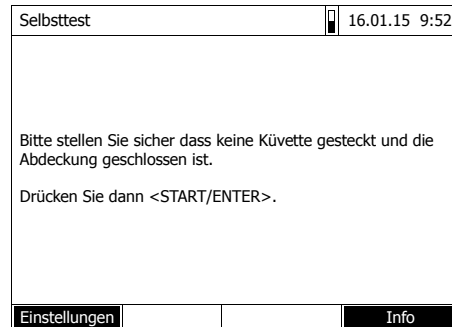 Selbsttest 16.01.15 9:52
Bitte stellen Sie sicher dass keine Küvette gesteckt und die
Abdeckung geschlossen ist.
Drücken Sie dann <START/ENTER>.
Einstellungen Info